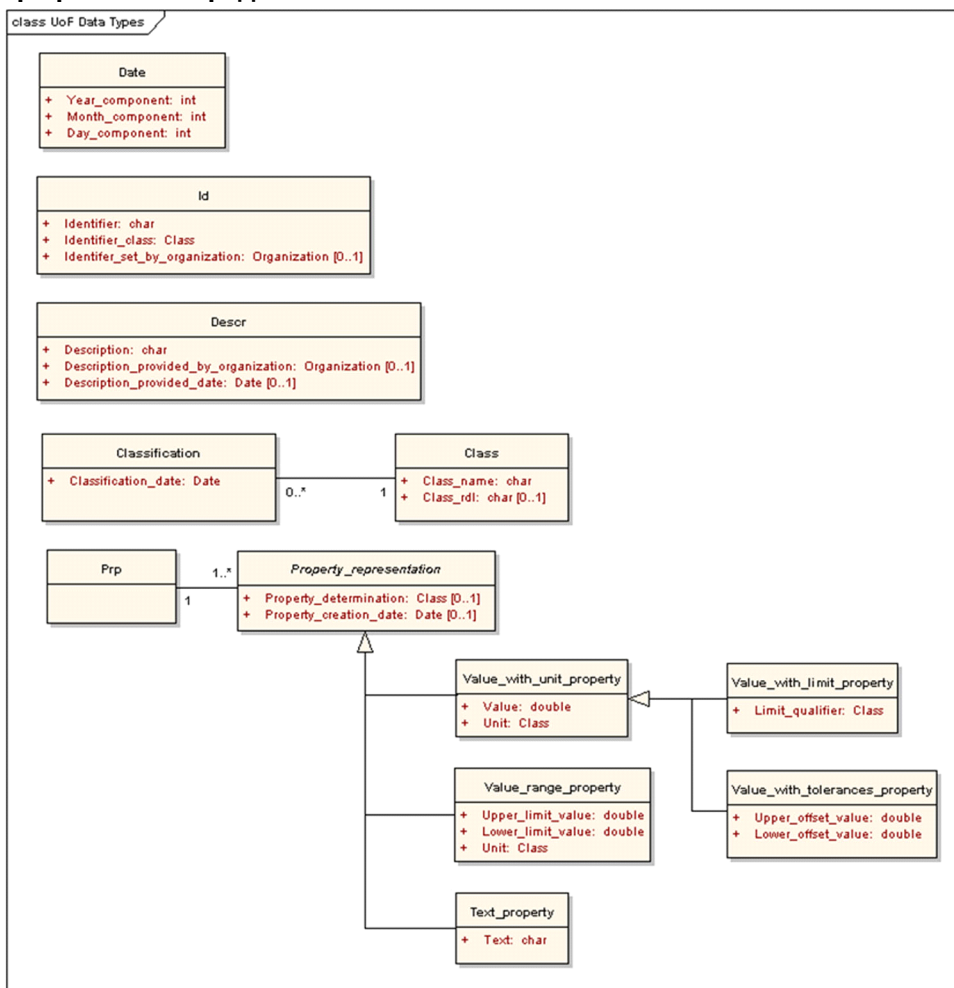 class UoF Data Types
Date
+ Year_component: int
+ Month_component: int
+ Day_component: int
Id
+ Identifier: char
+ Identifier_class: Class
+ Identifer_set_by_organization: Organization [0..1]
Descr
+ Description: char
+ Description_provided_by_organization: Organization [0..1]
+ Description_provided_date: Date [0..1]
Classification
+ Classification_date: Date
0..*
1
Class
+ Class_name: char
+ Class_rdl: char [0..1]
Prp
1..*
1
Property_representation
+ Property_determination: Class [0..1]
+ Property_creation_date: Date [0..1]
Value_with_unit_property
+ Value: double
+ Unit: Class
Value_with_limit_property
+ Limit_qualifier: Class
Value_range_property
+ Upper_limit_value: double
+ Lower_limit_value: double
+ Unit: Class
Value_with_tolerances_property
+ Upper_offset_value: double
+ Lower_offset_value: double
Text_property
+ Text: char